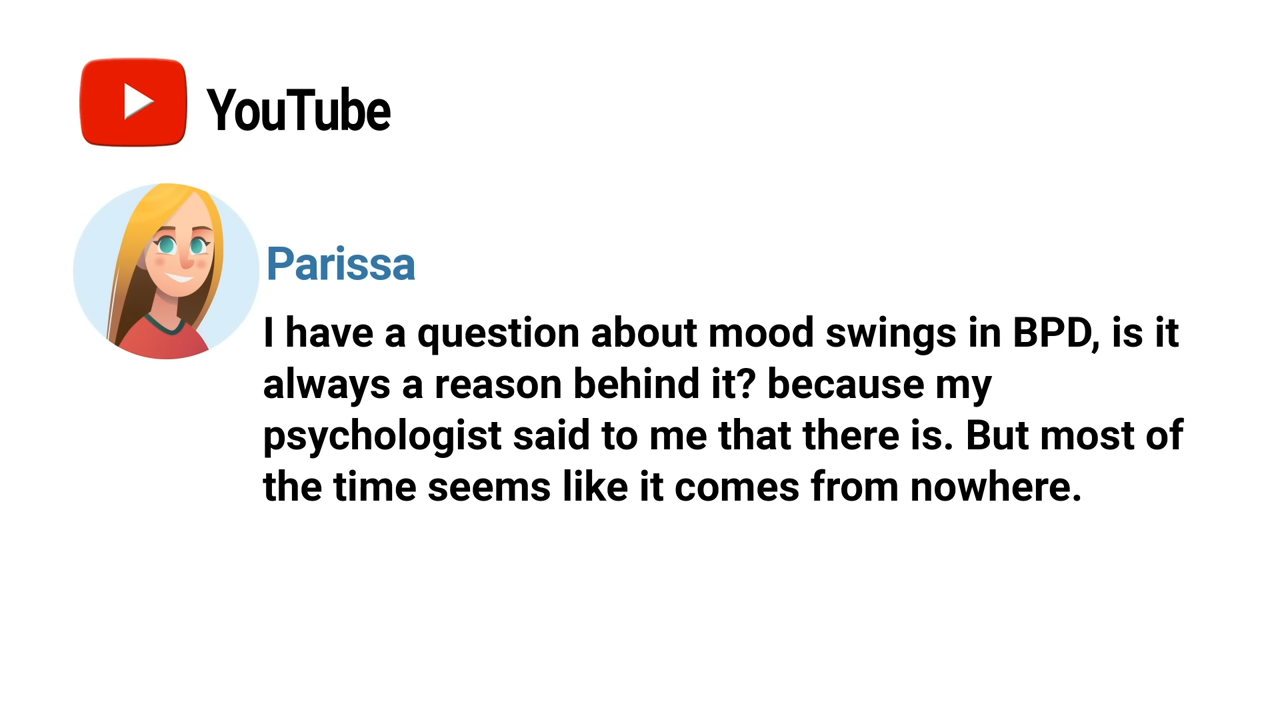 YouTube
Parissa
I have a question about mood swings in BPD, is it
always a reason behind it? because my
psychologist said to me that there is. But most of
the time seems like it comes from nowhere.